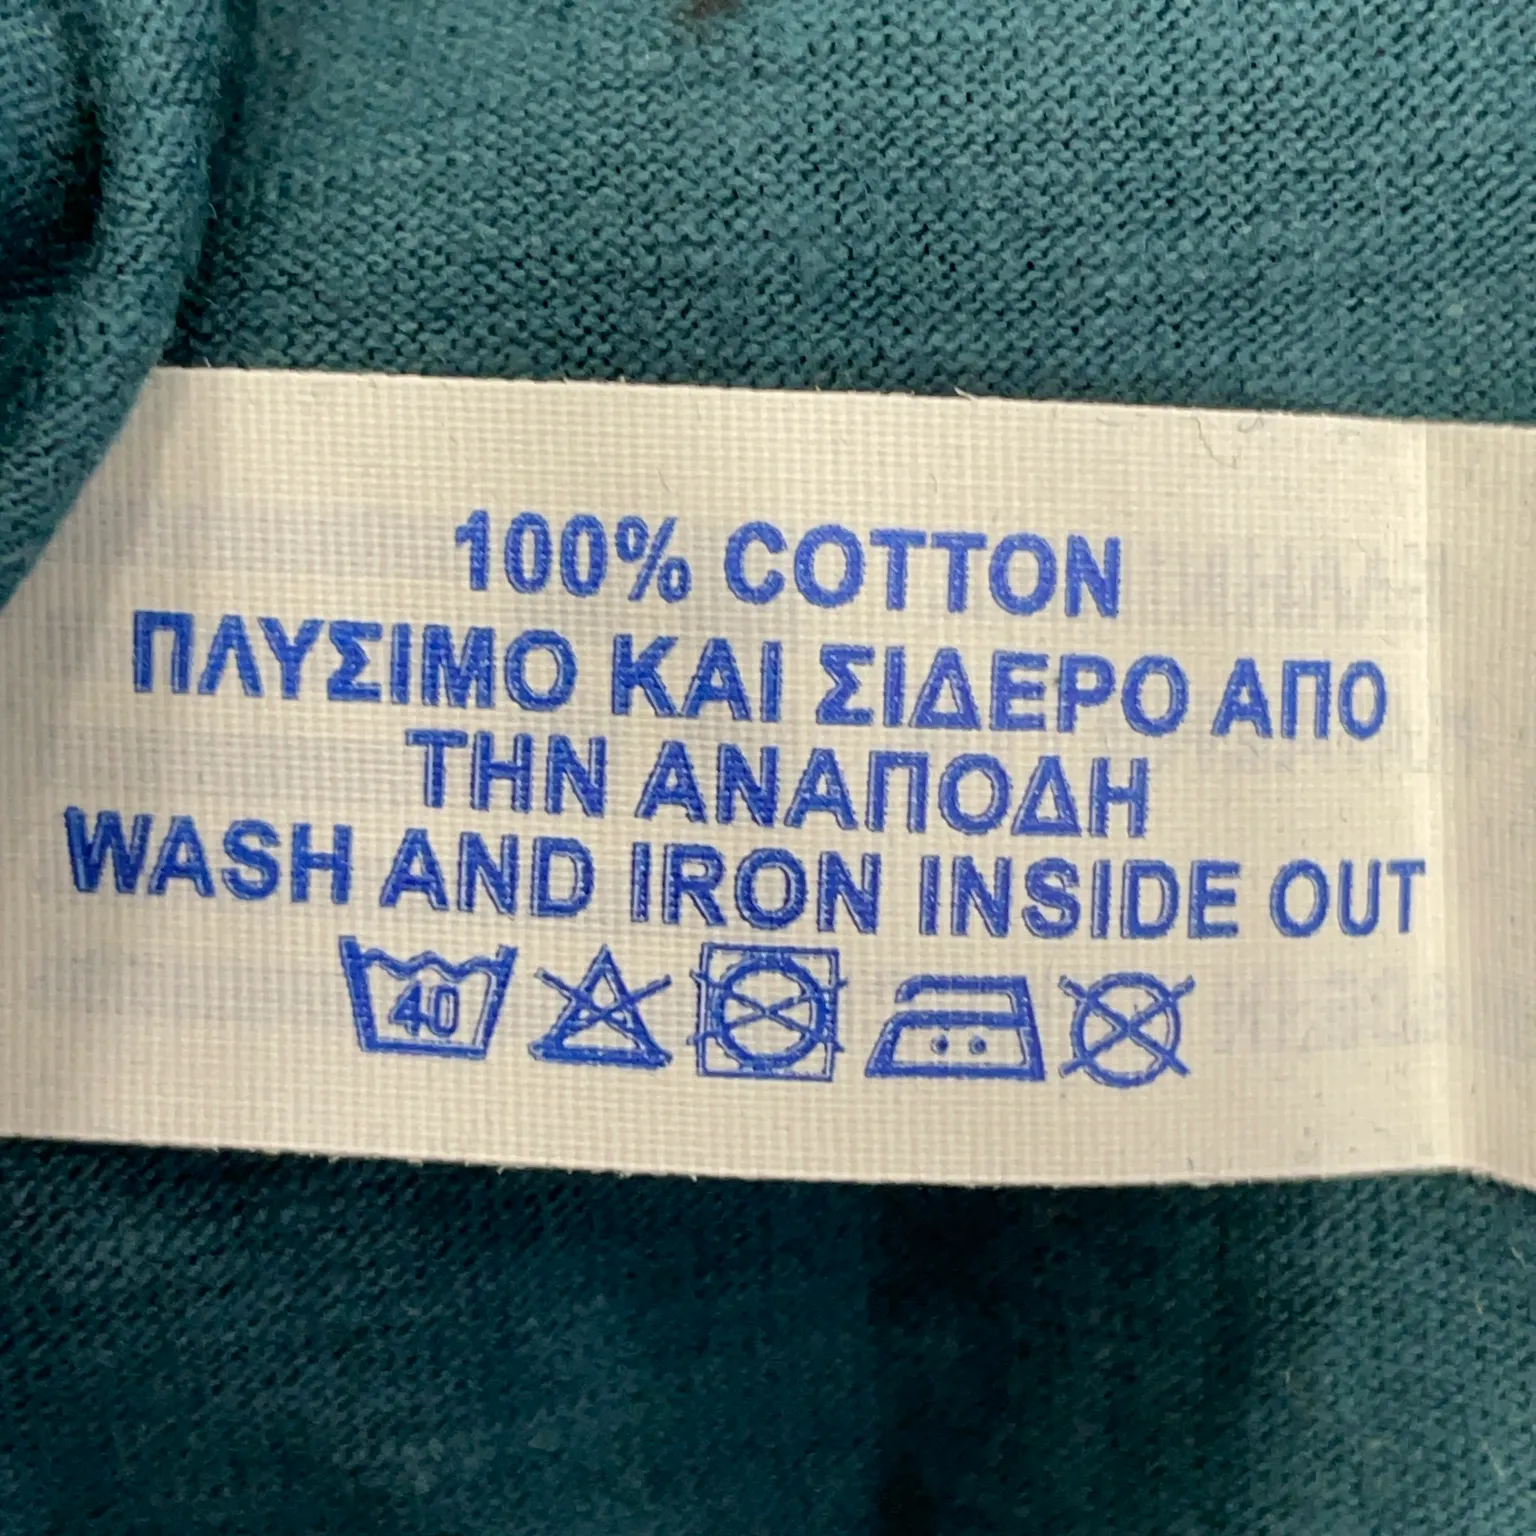 100% COTTON
ΠΛΥΣΙΜΟ ΚΑΙ ΣΙΔΕΡΟ ΑΠΟ
ΤΗΝ ΑΝΑΠΟΔΗ
WASH AND IRON INSIDE OUT
40